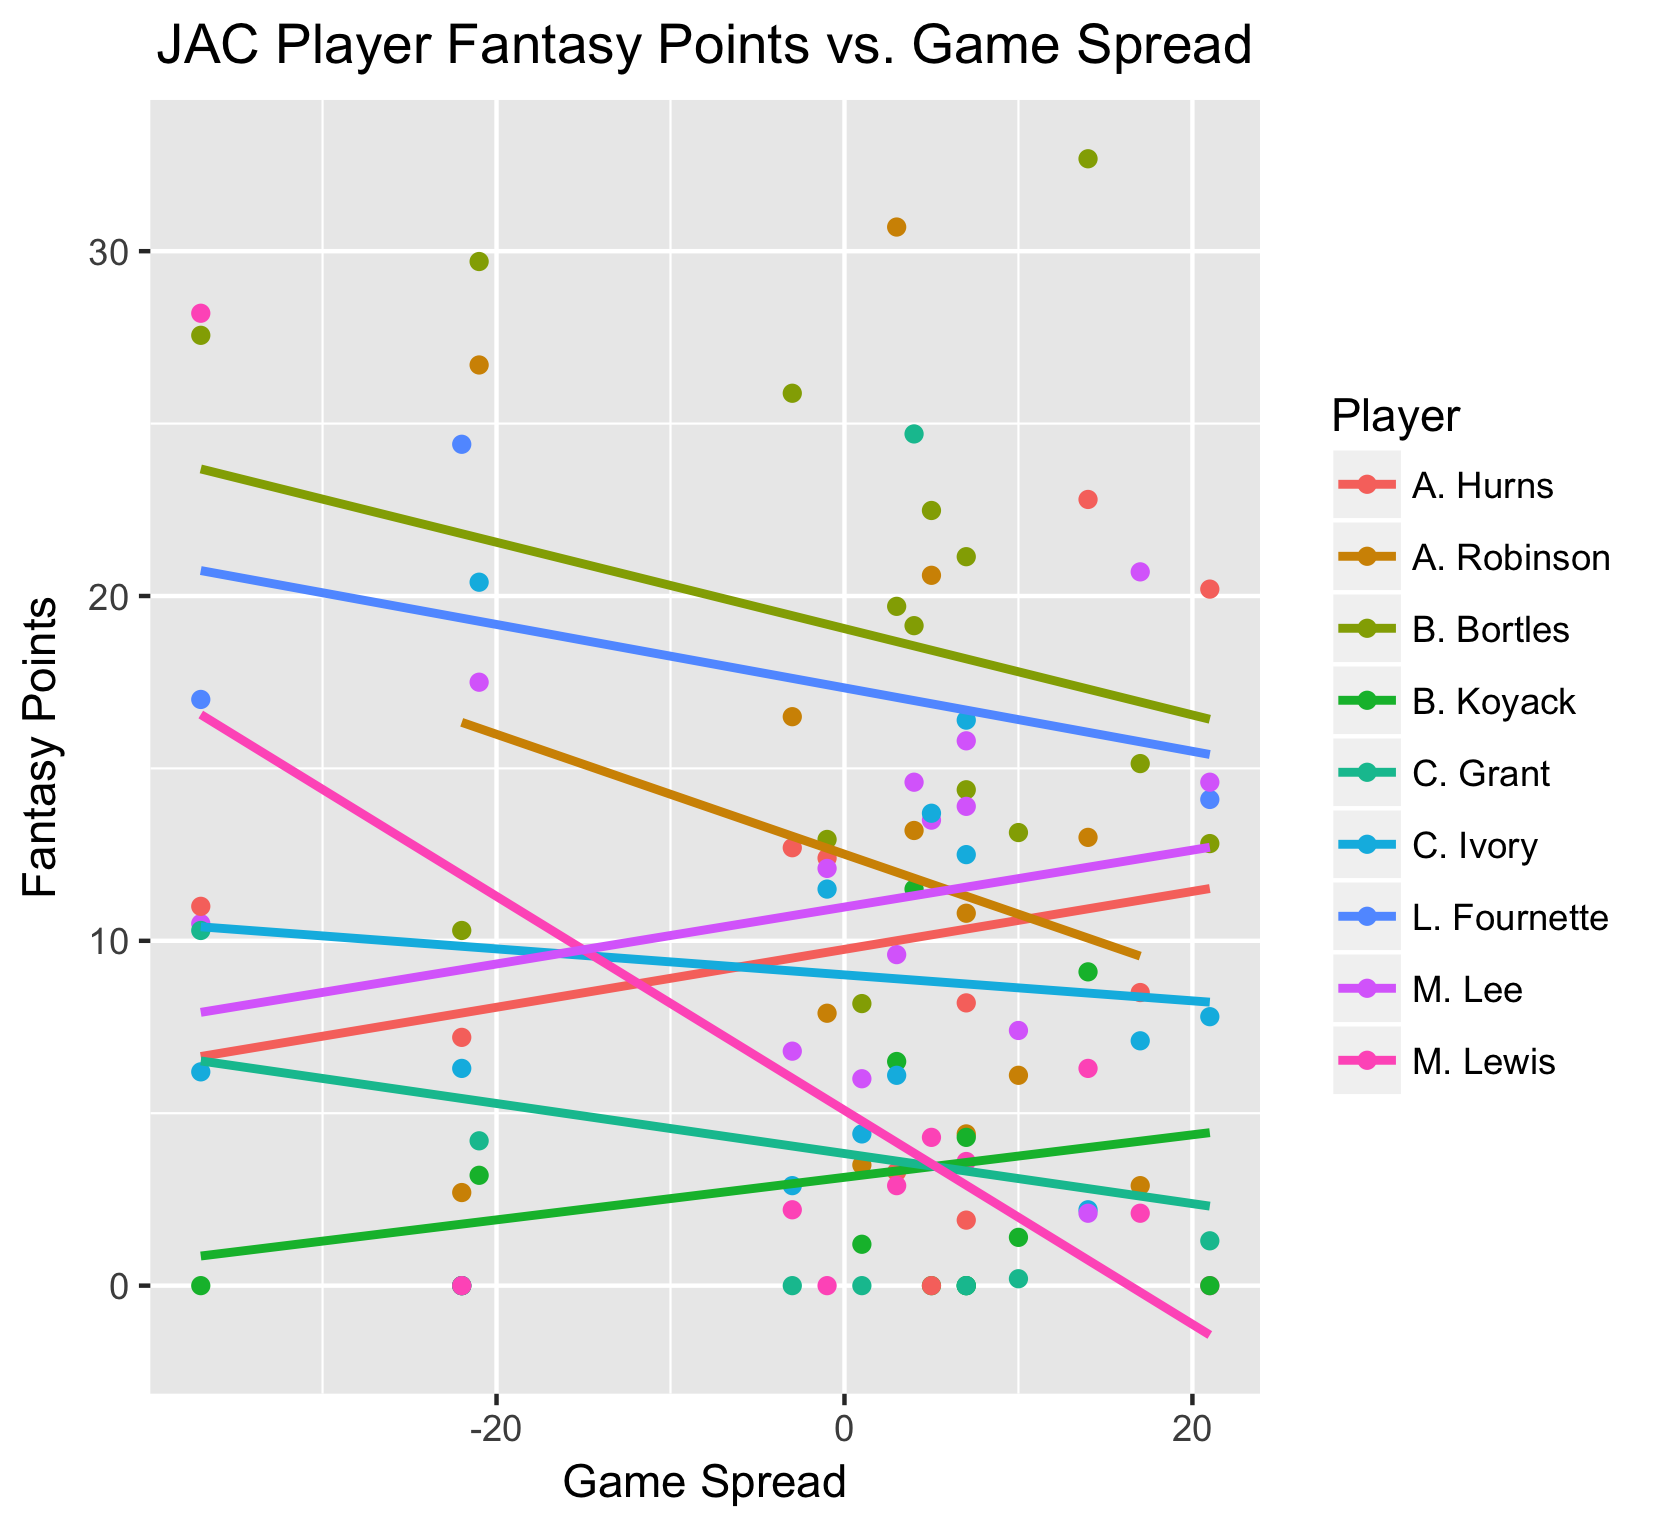 JAC Player Fantasy Points vs. Game Spread
Fantasy Points
30
20
10
0
-20
0
20
Game Spread
Player
A. Hurns
A. Robinson
B. Bortles
B. Koyack
C. Grant
C. Ivory
L. Fournette
M. Lee
M. Lewis